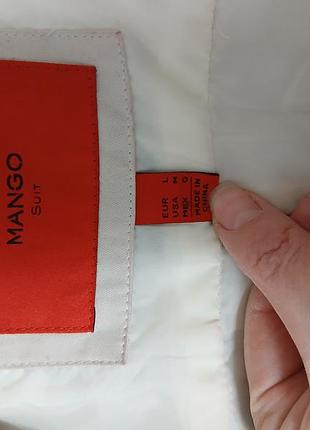 MANGO
SUIT
EUR L
USA M
MEX G
MADE IN
CHINA